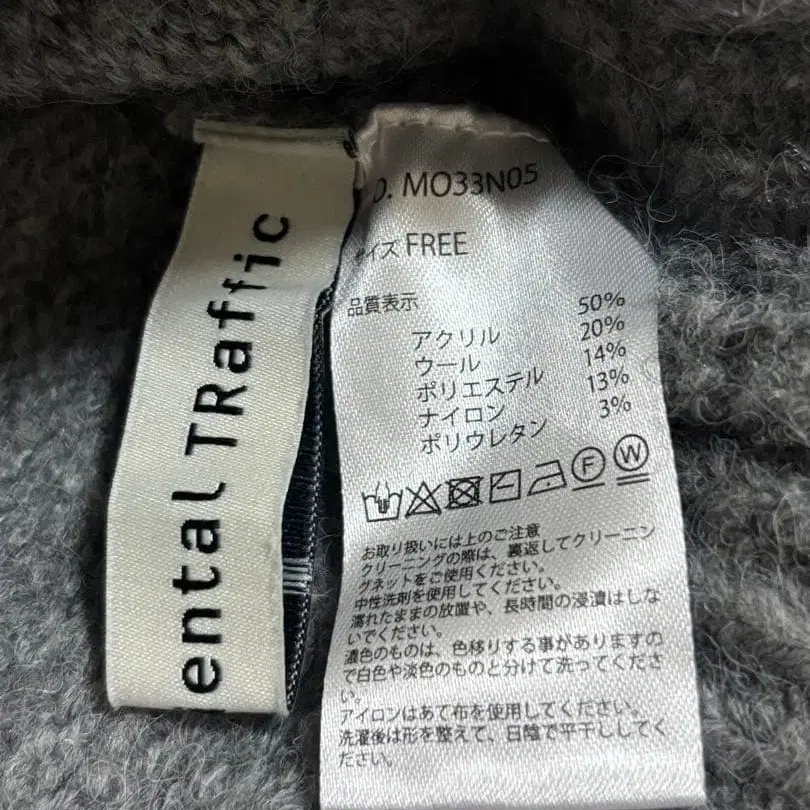 ental TRaffic
. MO33N05
サイズ FREE
品質表示
アクリル 50%
ウール 20%
ポリエステル 14%
ナイロン 13%
ポリウレタン 3%
F W
お取り扱いには上のご注意
クリーニングの際は、裏返してクリーニン
グネットをご使用ください。
中性洗剤を使用してください。
濡れたままの放置や、長時間の浸漬はしな
いでください。
濃色のものは、色移りする事がありますの
で白色や淡色のものと分けて洗ってくださ
い。
アイロンはあて布を使用してください。
洗濯後は形を整えて、日陰で平干ししてく
ださい。